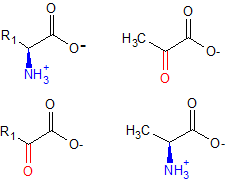 O
R1 O-
NH3+
O
H3C O-
O
O
R1 O-
O
O
H3C O-
NH3+